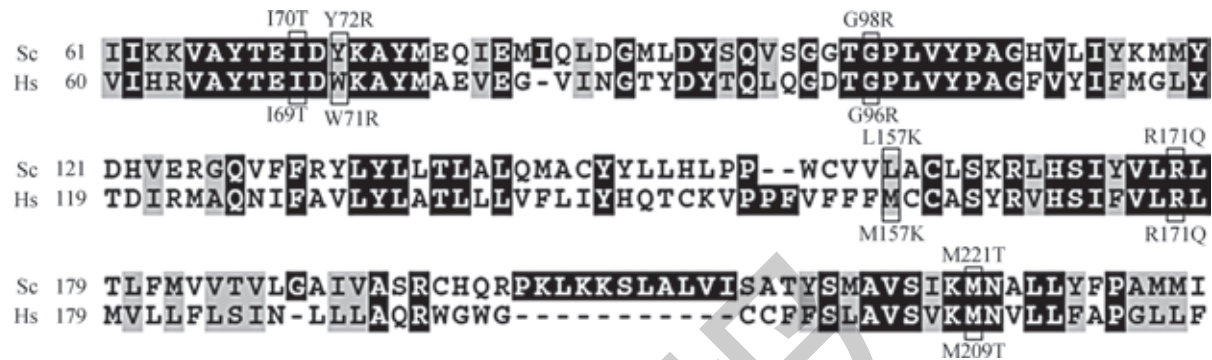 I70T Y72R G98R
Sc 61 IIKKVAYTEIDYKAYMEQIEMIQLDGMLDYSQVSGGTGPLVYPAGHVLIYKMMY
Hs 60 VIHRVAYTEIDWKAYMAEVEG-VINGTYDYTQLQGDTGPLVYPAGFVYIFMGLY
I69T W71R G96R
L157K R171Q
Sc 121 DHVERGQVFFRYLYLLTLALQMACYYLLHLPP--WCVVLACLSKRLHSIYVLRL
Hs 119 TDIRMAQNIFAVLYLATLLLVFLIYHQTCKVPPFVFFFMCCASYRVHSIFVLRL
M157K R171Q
M221T
Sc 179 TLFMVVTVLGAIVASRCHQRPKLKKSLALVISATYSMAVSIKMNALLYFPAMMI
Hs 179 MVLLFLSIN-LLLAQRWGWG-----------CCFFSLAVSVKMNVLLFAPGLLF
M209T